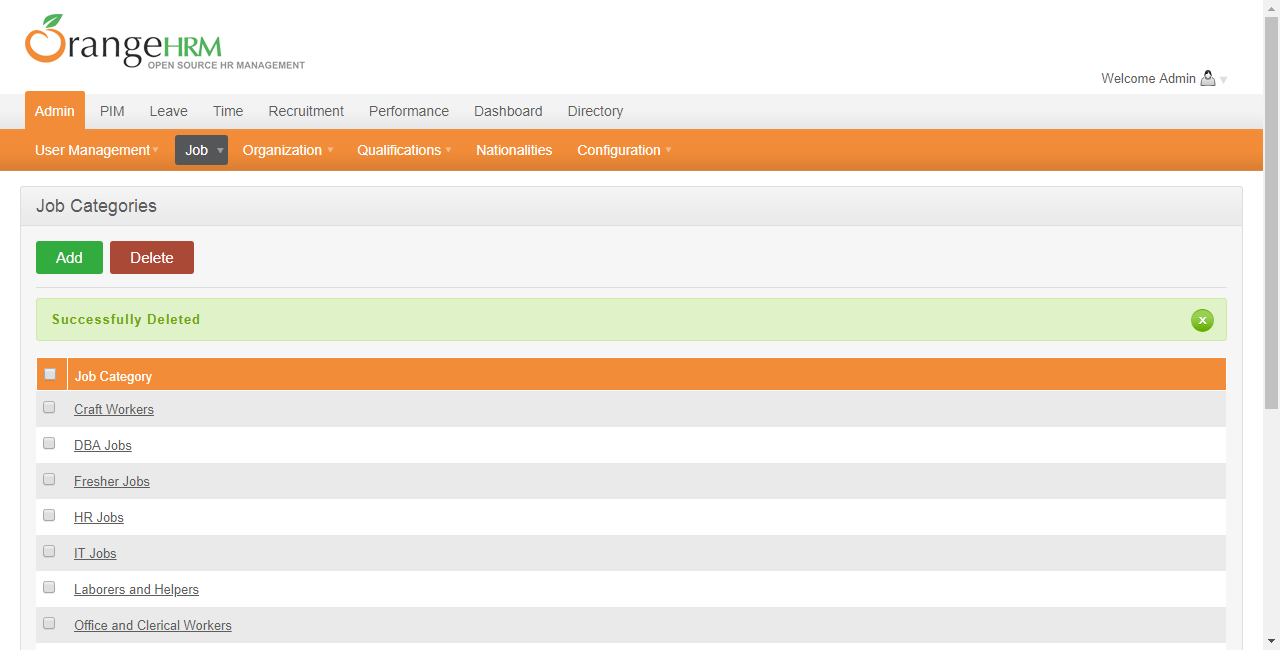 OrangeHRM
OPEN SOURCE HR MANAGEMENT
Welcome Admin
Admin PIM Leave Time Recruitment Performance Dashboard Directory
User Management Job Organization Qualifications Nationalities Configuration
Job Categories
Add Delete
Successfully Deleted
x
Job Category
Craft Workers
DBA Jobs
Fresher Jobs
HR Jobs
IT Jobs
Laborers and Helpers
Office and Clerical Workers